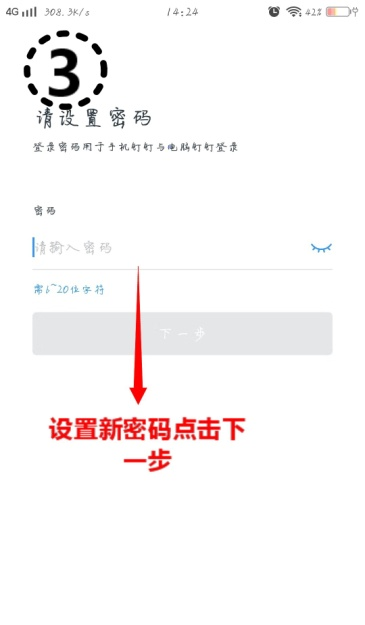 4G 308.3K/s 14:24 42%
3
请设置密码
登录密码用于手机钉钉与电脑钉钉登录
密码
请输入密码
需6~20位字符
下一步
设置新密码点击下
一步